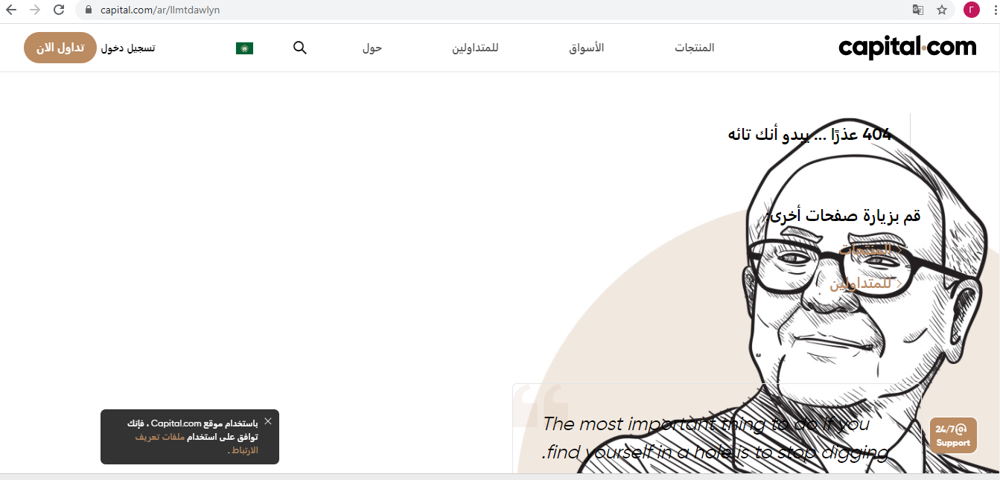 capital.com/ar/llmtdawlyn
Γ
capital.com
المنتجات
الأسواق
للمتداولين
حول
تسجيل دخول
تداول الان
404 عذرًا ... يبدو أنك تائه
قم بزيارة صفحات أخرى:
المنتجات
للمتداولين
The most important thing to do if you
.find yourself in a hole is to stop digging
24/7
Support
باستخدام موقع Capital.com ، فإنك
توافق على استخدام ملفات تعريف
الارتباط .